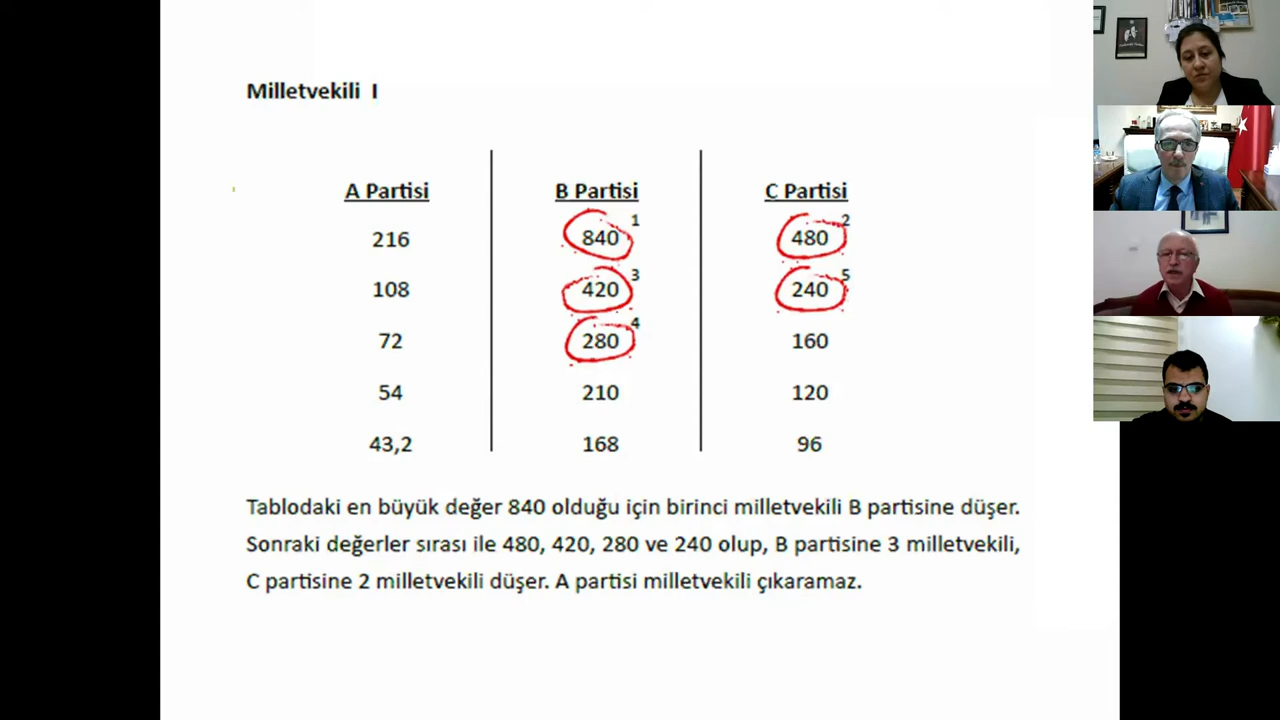 Milletvekili I
A Partisi B Partisi C Partisi
216 840 1 480 2
108 420 3 240 5
72 280 4 160
54 210 120
43,2 168 96
Tablodaki en büyük değer 840 olduğu için birinci milletvekili B partisine düşer.
Sonraki değerler sırası ile 480, 420, 280 ve 240 olup, B partisine 3 milletvekili,
C partisine 2 milletvekili düşer. A partisi milletvekili çıkaramaz.